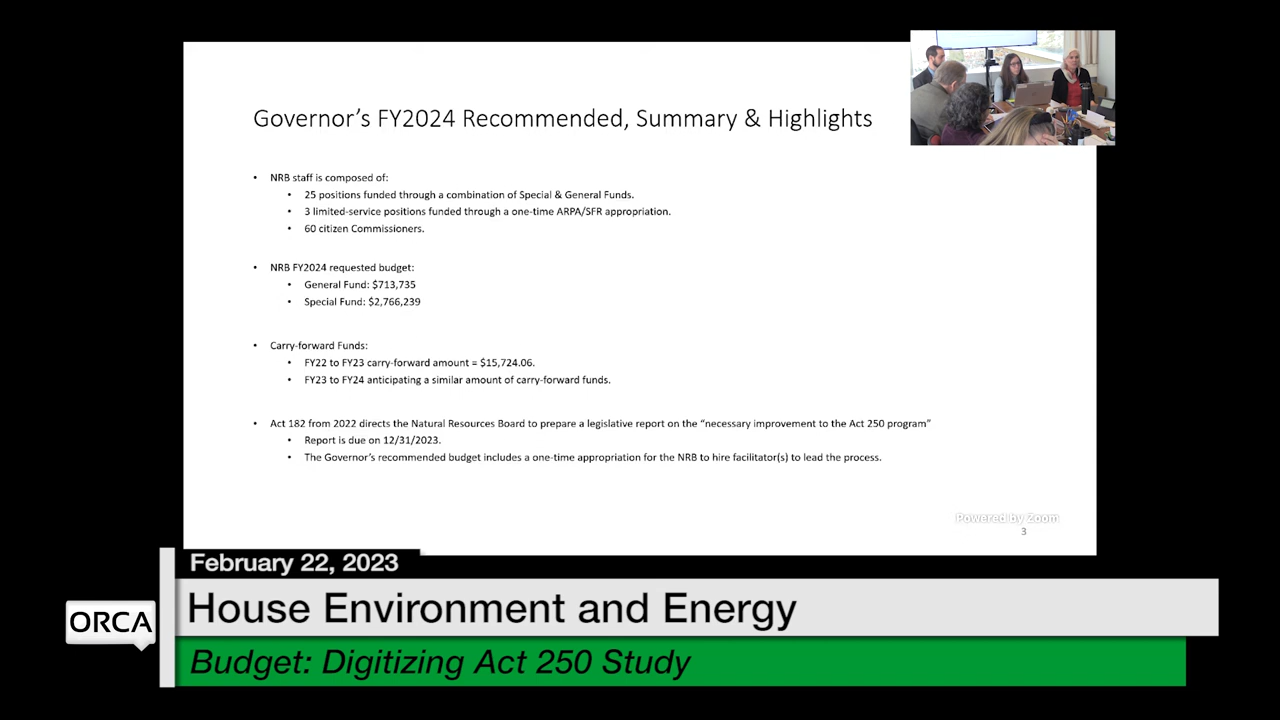 Governor's FY2024 Recommended, Summary & Highlights
• NRB staff is composed of:
• 25 positions funded through a combination of Special & General Funds.
• 3 limited-service positions funded through a one-time ARPA/SFR appropriation.
• 60 citizen Commissioners.
• NRB FY2024 requested budget:
• General Fund: $713,735
• Special Fund: $2,766,239
• Carry-forward Funds:
• FY22 to FY23 carry-forward amount = $15,724.06.
• FY23 to FY24 anticipating a similar amount of carry-forward funds.
• Act 182 from 2022 directs the Natural Resources Board to prepare a legislative report on the “necessary improvement to the Act 250 program”
• Report is due on 12/31/2023.
• The Governor's recommended budget includes a one-time appropriation for the NRB to hire facilitator(s) to lead the process.
Powered by Zoom
3
February 22, 2023
ORCA
House Environment and Energy
Budget: Digitizing Act 250 Study